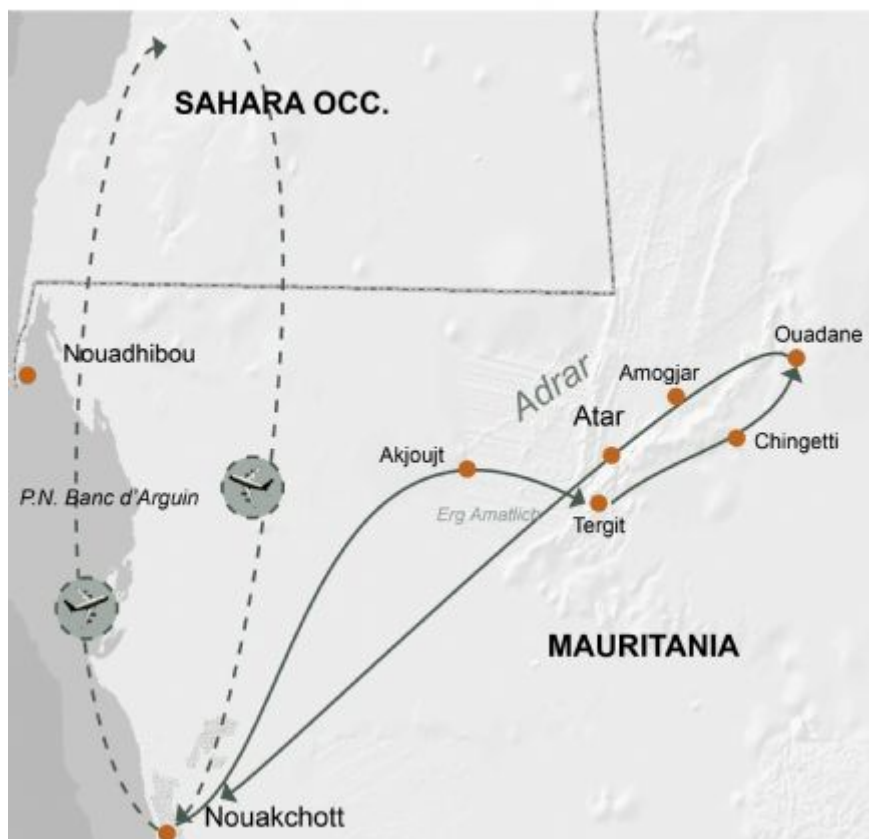 SAHARA OCC.
Nouadhibou
Ouadane
Amogjar
Adrar
Atar
Chingetti
Akjoujt
P.N. Banc d'Arguin
Erg Amatlich
Tergit
MAURITANIA
Nouakchott